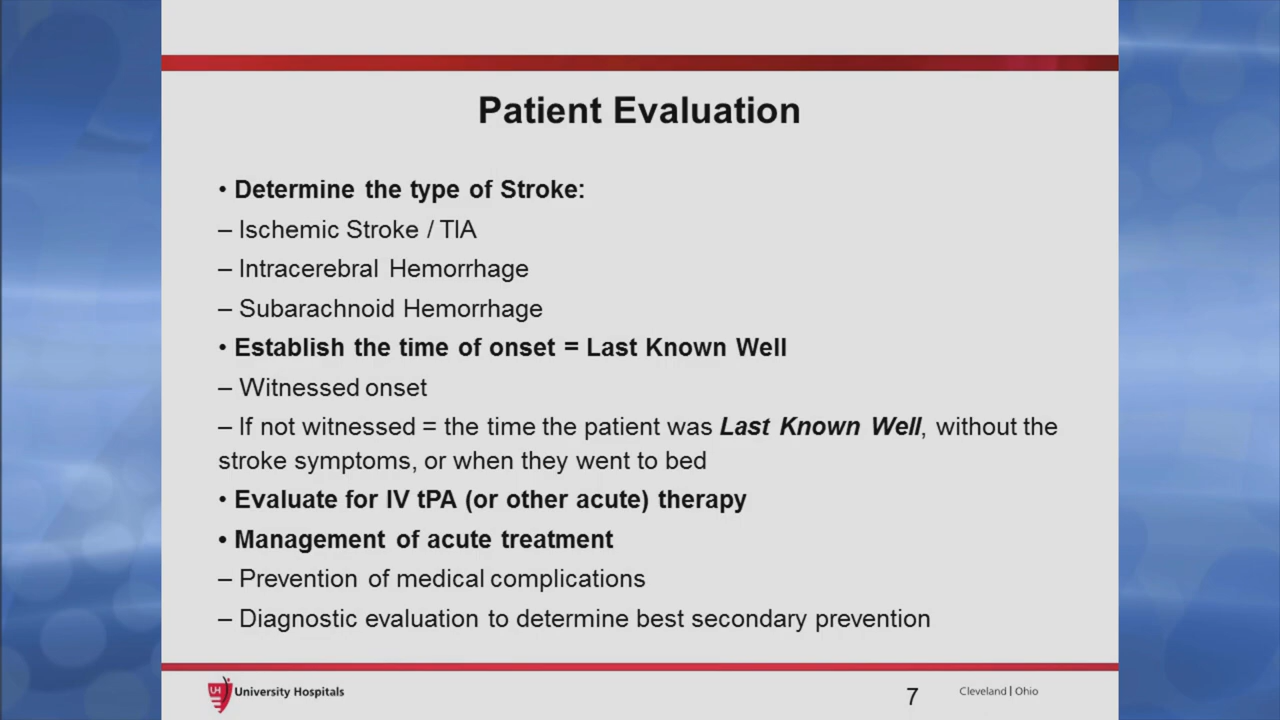 Patient Evaluation
• Determine the type of Stroke:
– Ischemic Stroke / TIA
– Intracerebral Hemorrhage
– Subarachnoid Hemorrhage
• Establish the time of onset = Last Known Well
– Witnessed onset
– If not witnessed = the time the patient was Last Known Well, without the
stroke symptoms, or when they went to bed
• Evaluate for IV tPA (or other acute) therapy
• Management of acute treatment
– Prevention of medical complications
– Diagnostic evaluation to determine best secondary prevention
UH University Hospitals
7
Cleveland | Ohio